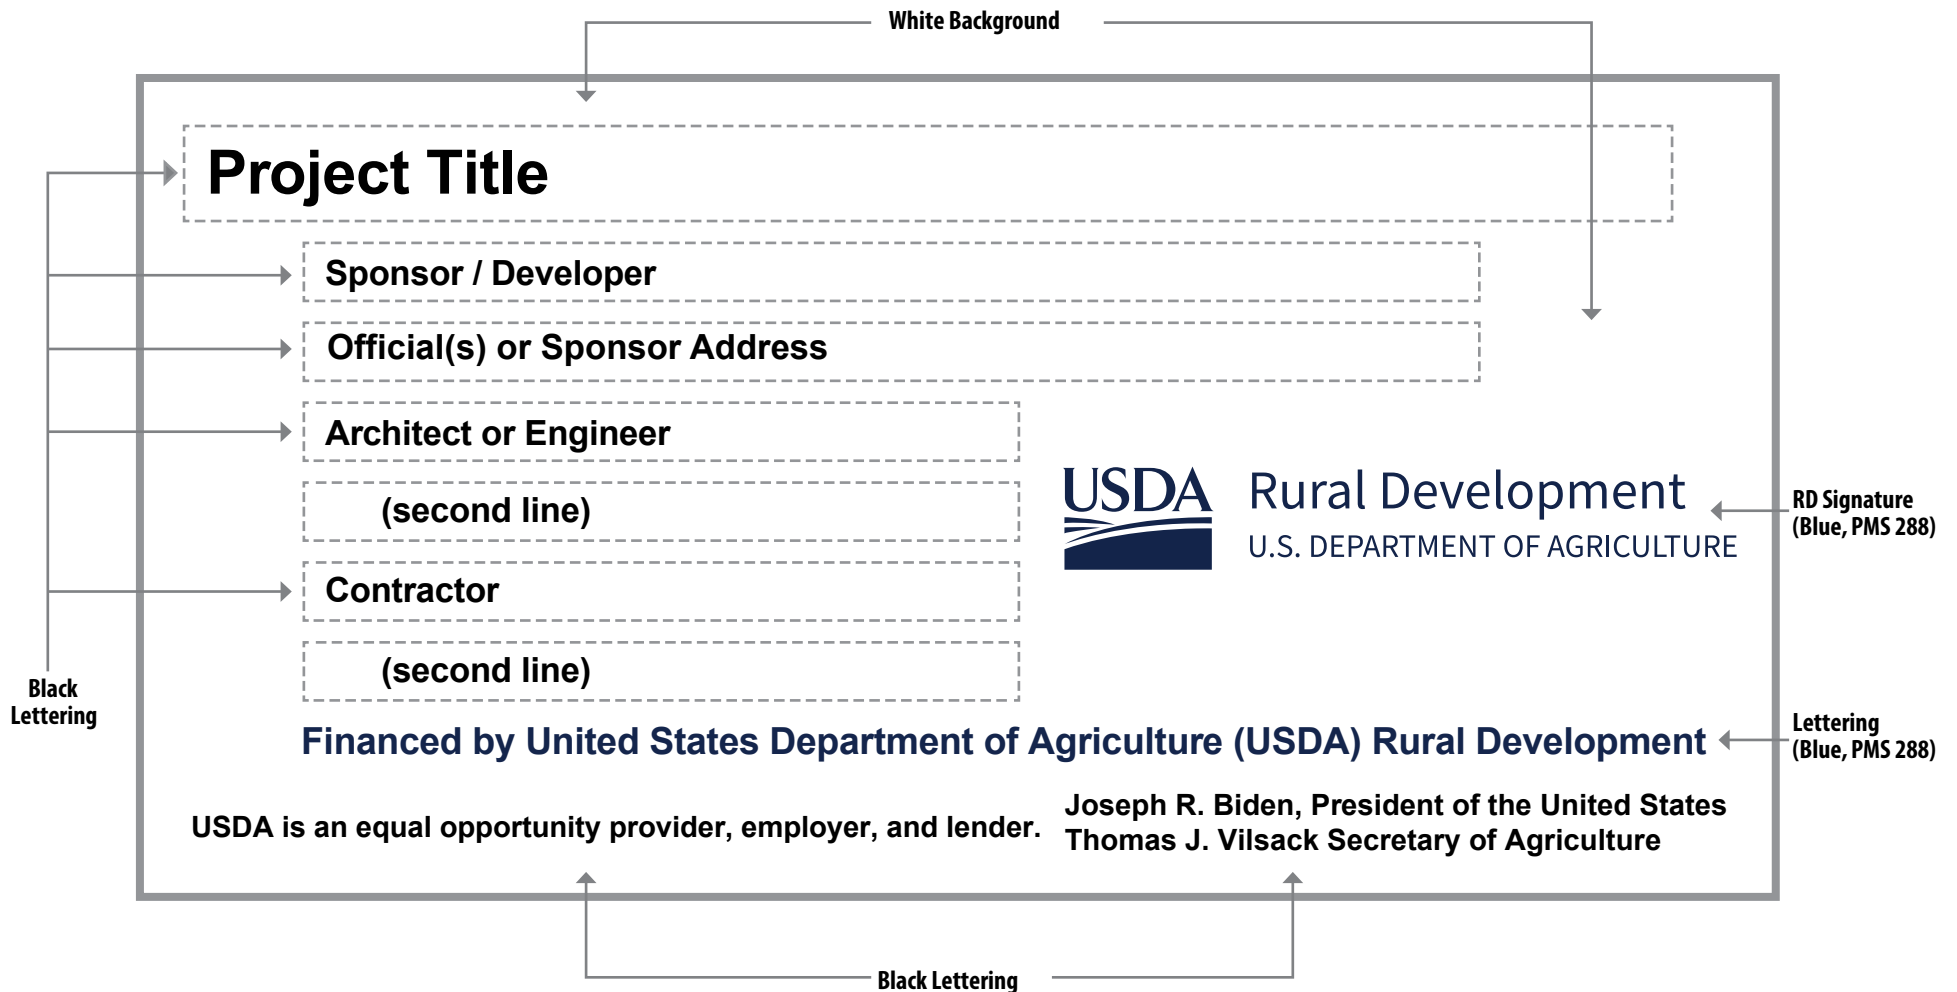 White Background
Project Title
Sponsor / Developer
Official(s) or Sponsor Address
Architect or Engineer
(second line)
Contractor
(second line)
USDA
Rural Development
U.S. DEPARTMENT OF AGRICULTURE
RD Signature
(Blue, PMS 288)
Black
Lettering
Financed by United States Department of Agriculture (USDA) Rural Development
Lettering
(Blue, PMS 288)
USDA is an equal opportunity provider, employer, and lender.
Joseph R. Biden, President of the United States
Thomas J. Vilsack Secretary of Agriculture
Black Lettering